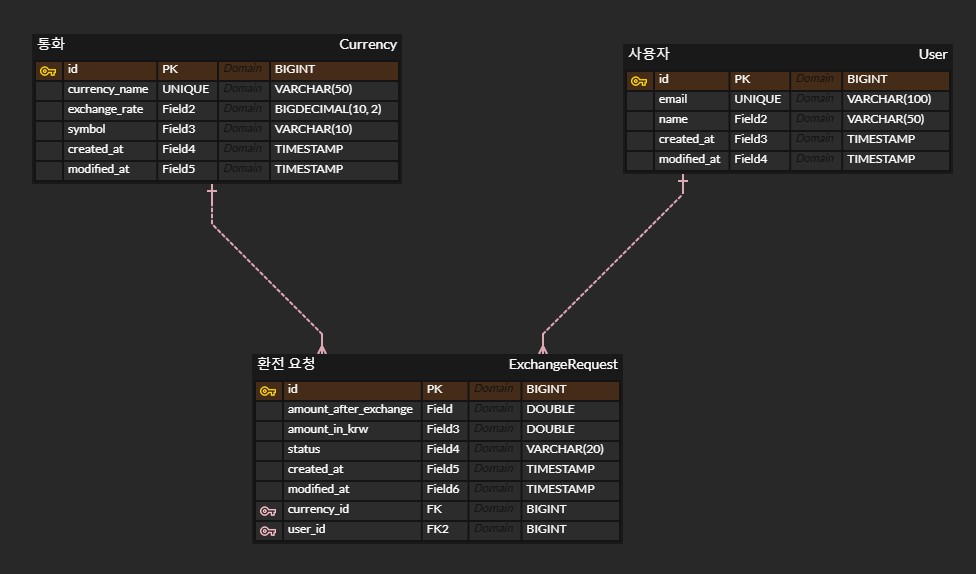 통화 Currency
id PK Domain BIGINT
currency_name UNIQUE Domain VARCHAR(50)
exchange_rate Field2 Domain BIGDECIMAL(10, 2)
symbol Field3 Domain VARCHAR(10)
created_at Field4 Domain TIMESTAMP
modified_at Field5 Domain TIMESTAMP
사용자 User
id PK Domain BIGINT
email UNIQUE Domain VARCHAR(100)
name Field2 Domain VARCHAR(50)
created_at Field3 Domain TIMESTAMP
modified_at Field4 Domain TIMESTAMP
환전 요청 ExchangeRequest
id PK Domain BIGINT
amount_after_exchange Field Domain DOUBLE
amount_in_krw Field3 Domain DOUBLE
status Field4 Domain VARCHAR(20)
created_at Field5 Domain TIMESTAMP
modified_at Field6 Domain TIMESTAMP
currency_id FK Domain BIGINT
user_id FK2 Domain BIGINT